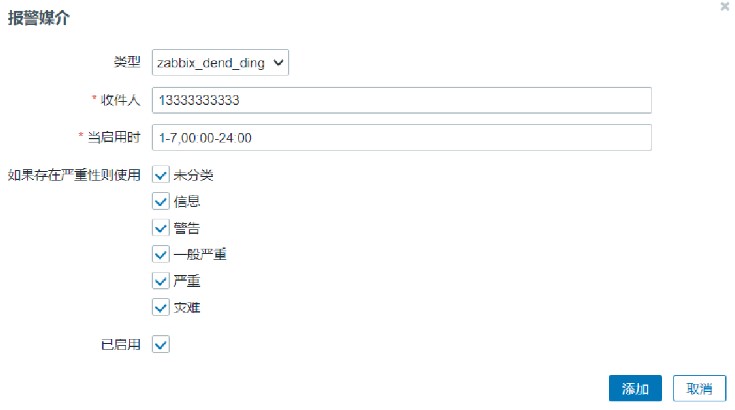 报警媒介
类型 zabbix_dend_ding
* 收件人 13333333333
* 当启用时 1-7,00:00-24:00
如果存在严重性则使用 未分类
信息
警告
一般严重
严重
灾难
已启用
添加 取消